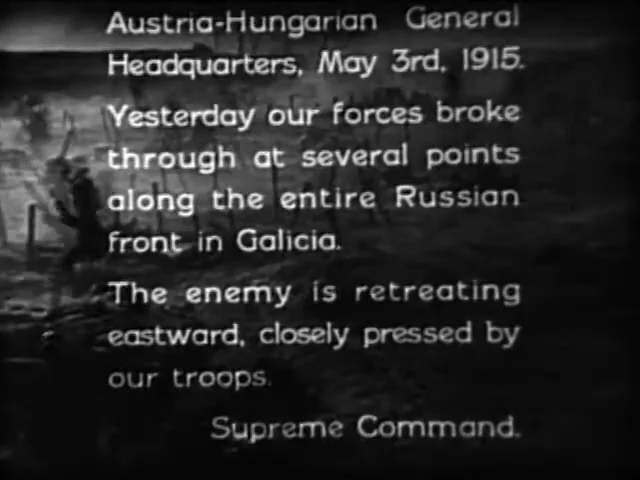 Austria-Hungarian General
Headquarters, May 3rd, 1915.
Yesterday our forces broke
through at several points
along the entire Russian
front in Galicia.
The enemy is retreating
eastward, closely pressed by
our troops.
Supreme Command.